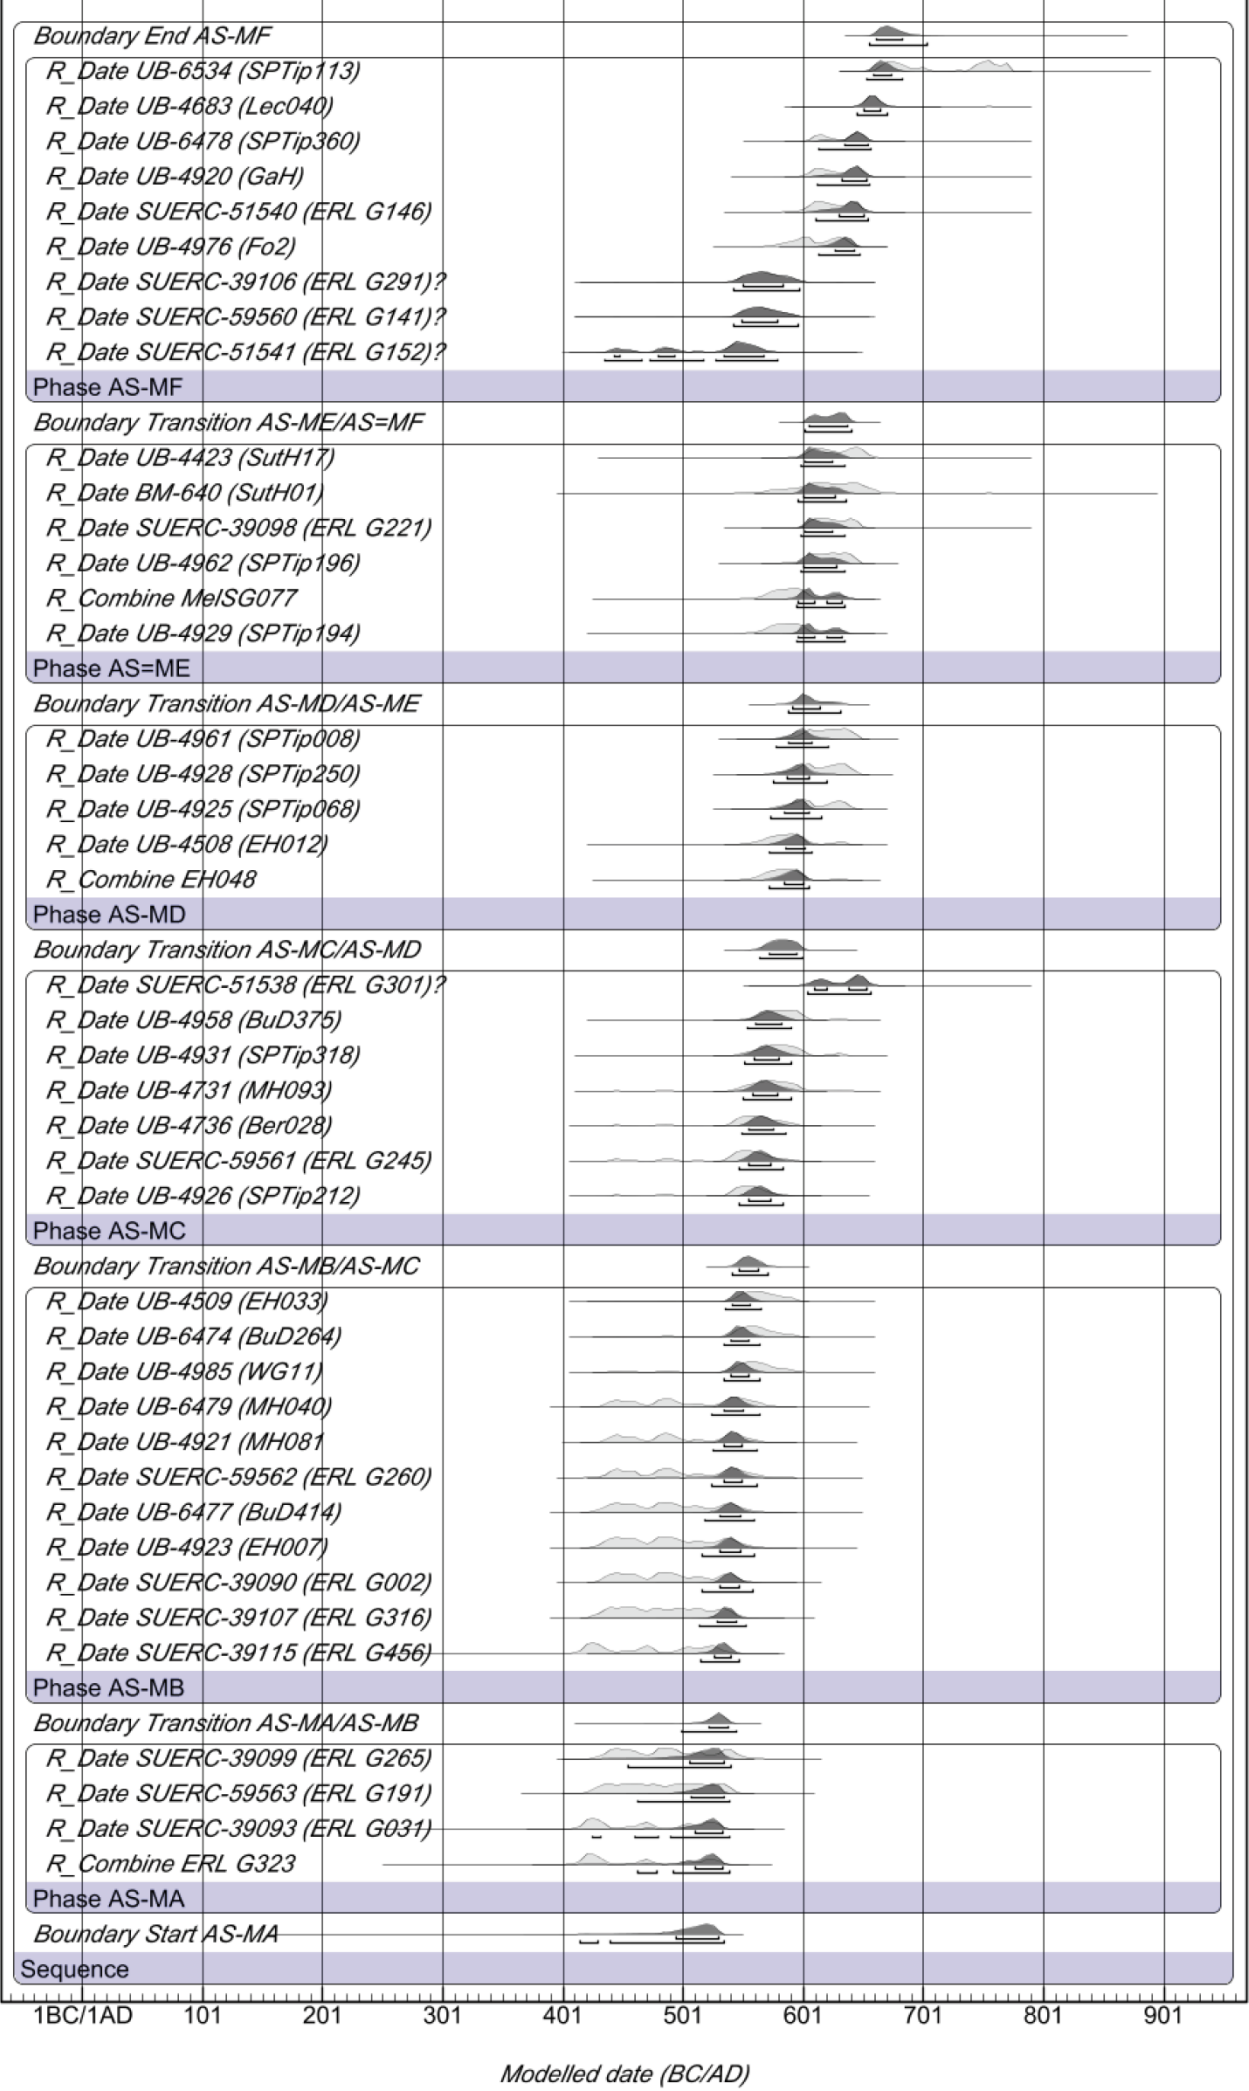 Boundary End AS-MF
R_Date UB-6534 (SPTip113)
R_Date UB-4683 (Lec040)
R_Date UB-6478 (SPTip360)
R_Date UB-4920 (GaH)
R_Date SUERC-51540 (ERL G146)
R_Date UB-4976 (Fo2)
R_Date SUERC-39106 (ERL G291)?
R_Date SUERC-59560 (ERL G141)?
R_Date SUERC-51541 (ERL G152)?
Phase AS-MF
Boundary Transition AS-ME/AS=MF
R_Date UB-4423 (SutH17)
R_Date BM-640 (SutH01)
R_Date SUERC-39098 (ERL G221)
R_Date UB-4962 (SPTip196)
R_Combine MelSG077
R_Date UB-4929 (SPTip194)
Phase AS=ME
Boundary Transition AS-MD/AS-ME
R_Date UB-4961 (SPTip008)
R_Date UB-4928 (SPTip250)
R_Date UB-4925 (SPTip068)
R_Date UB-4508 (EH012)
R_Combine EH048
Phase AS-MD
Boundary Transition AS-MC/AS-MD
R_Date SUERC-51538 (ERL G301)?
R_Date UB-4958 (BuD375)
R_Date UB-4931 (SPTip318)
R_Date UB-4731 (MH093)
R_Date UB-4736 (Ber028)
R_Date SUERC-59561 (ERL G245)
R_Date UB-4926 (SPTip212)
Phase AS-MC
Boundary Transition AS-MB/AS-MC
R_Date UB-4509 (EH033)
R_Date UB-6474 (BuD264)
R_Date UB-4985 (WG11)
R_Date UB-6479 (MH040)
R_Date UB-4921 (MH081
R_Date SUERC-59562 (ERL G260)
R_Date UB-6477 (BuD414)
R_Date UB-4923 (EH007)
R_Date SUERC-39090 (ERL G002)
R_Date SUERC-39107 (ERL G316)
R_Date SUERC-39115 (ERL G456)
Phase AS-MB
Boundary Transition AS-MA/AS-MB
R_Date SUERC-39099 (ERL G265)
R_Date SUERC-59563 (ERL G191)
R_Date SUERC-39093 (ERL G031)
R_Combine ERL G323
Phase AS-MA
Boundary Start AS-MA
Sequence
1BC/1AD 101 201 301 401 501 601 701 801 901
Modelled date (BC/AD)